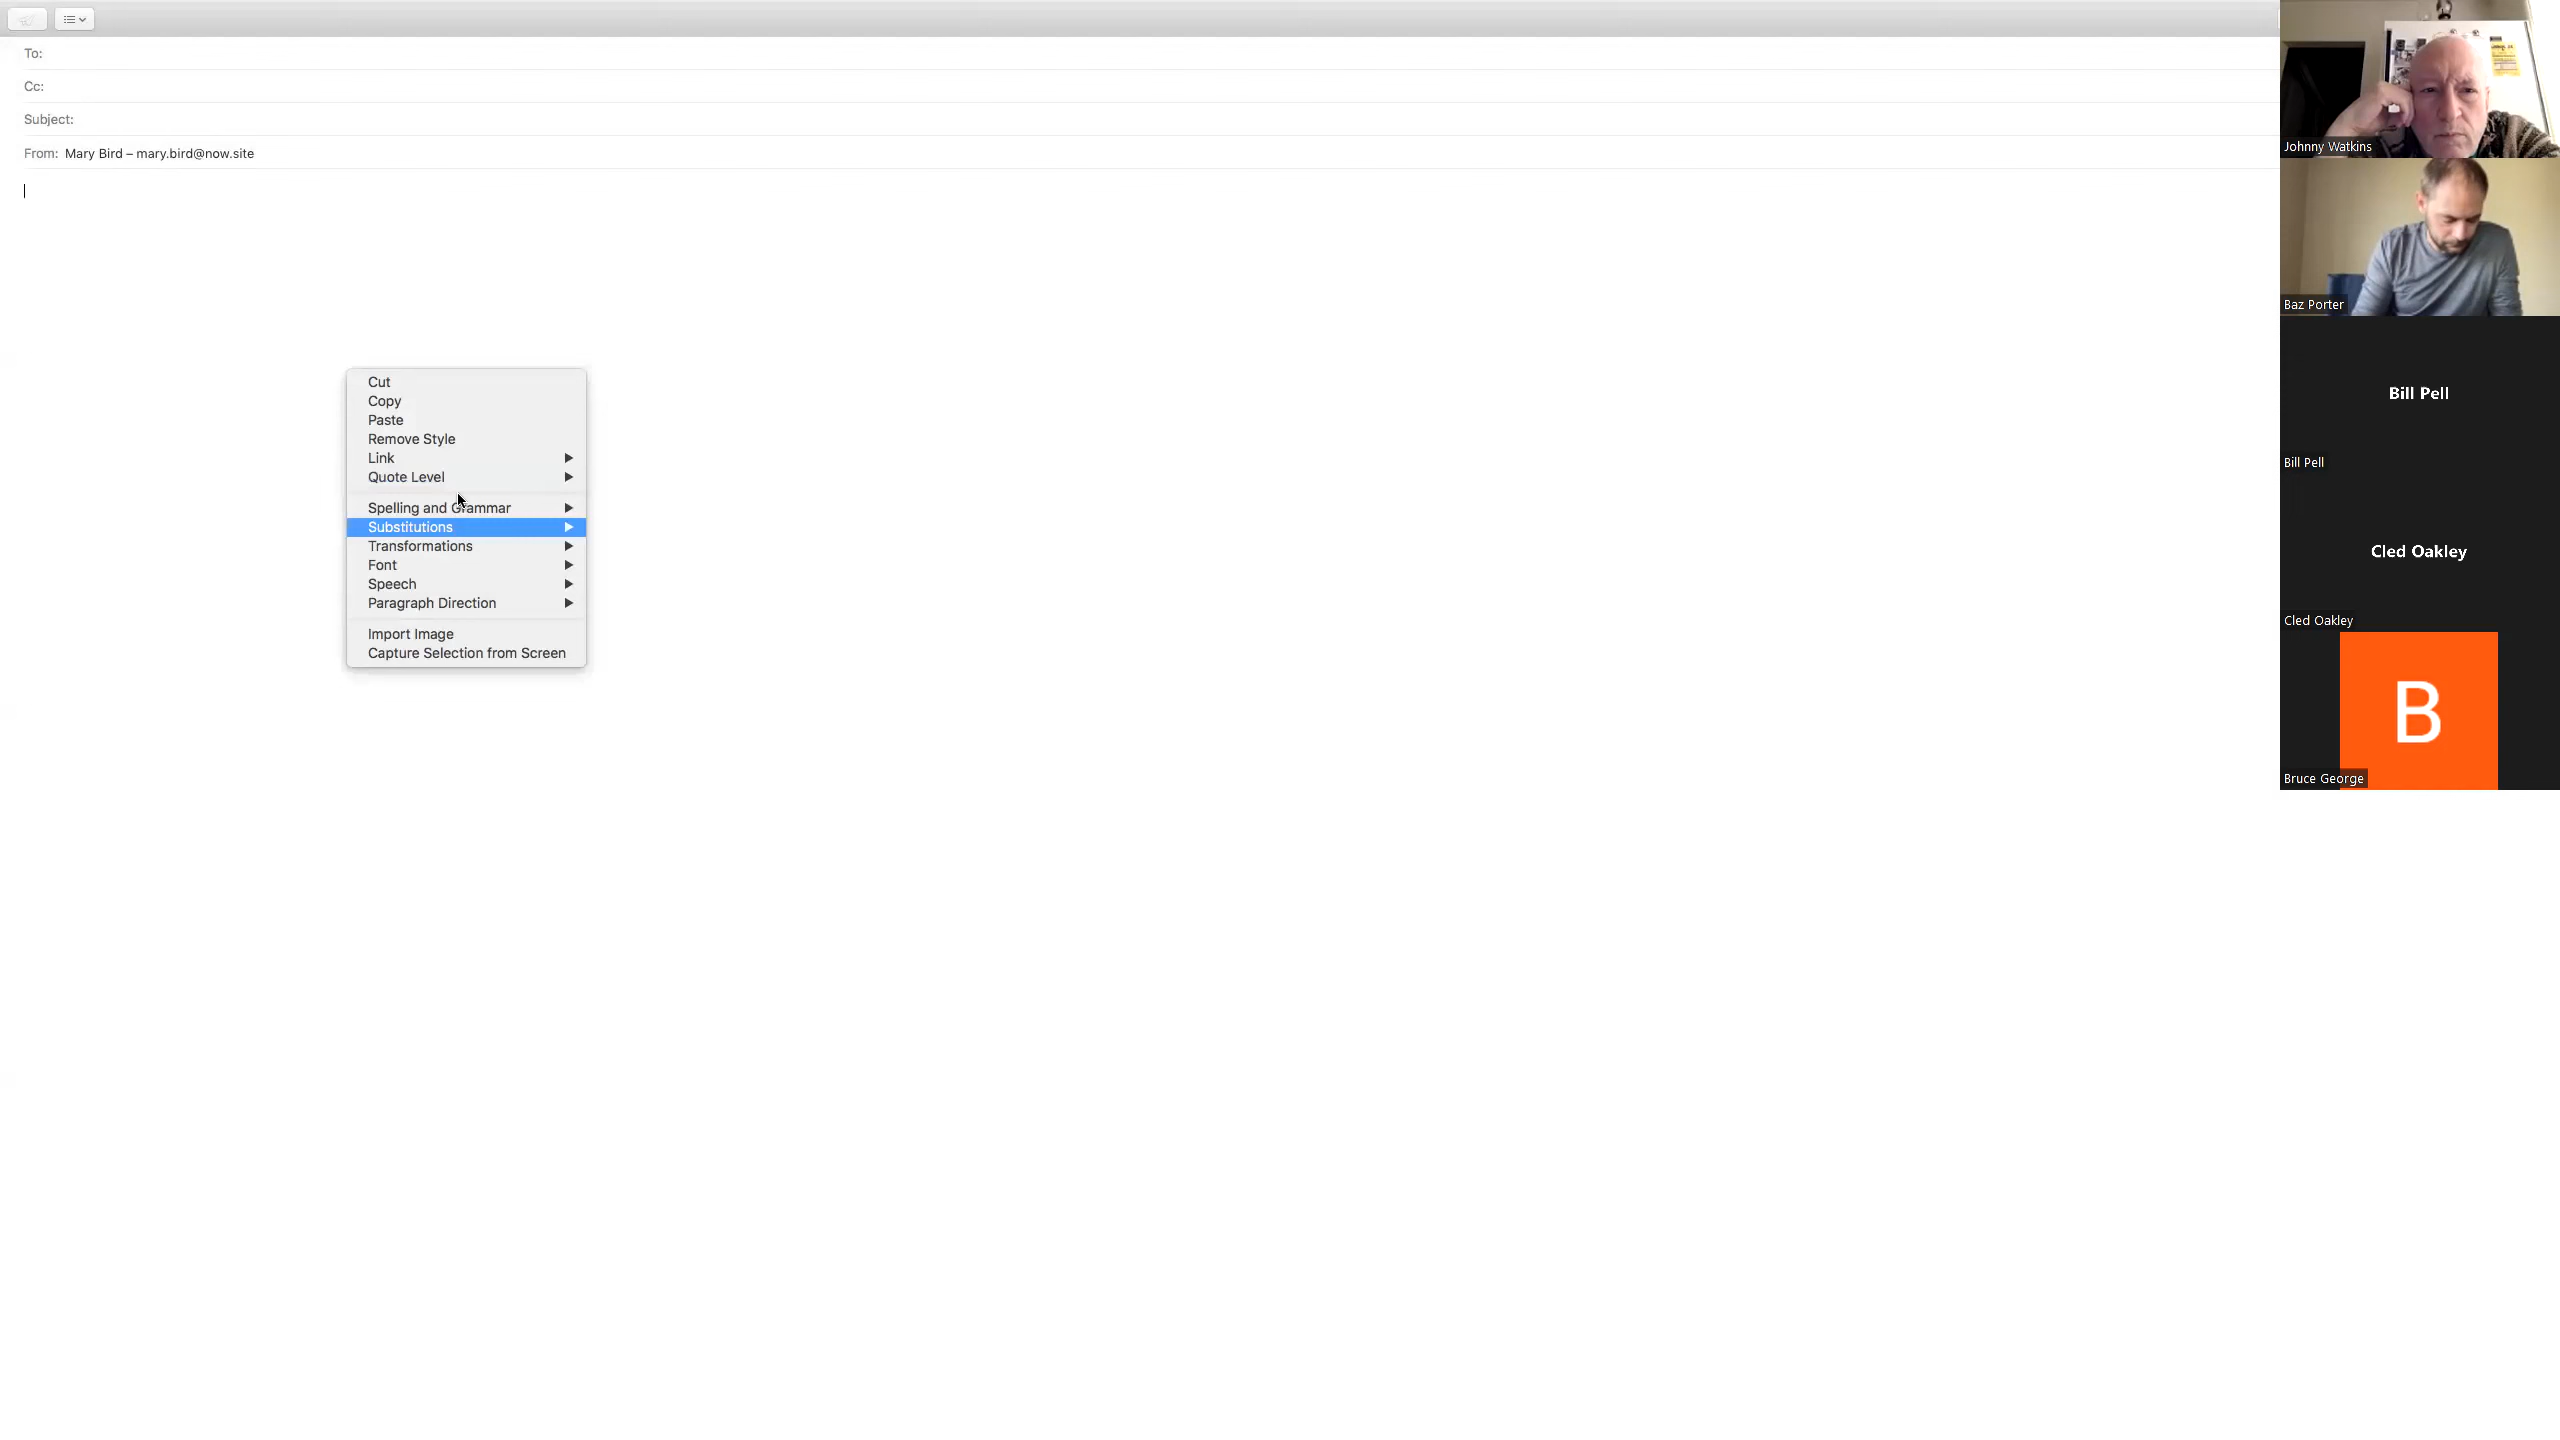 To:
Cc:
Subject:
From: Mary Bird – mary.bird@now.site
Cut
Copy
Paste
Remove Style
Link
Quote Level
Spelling and Grammar
Substitutions
Transformations
Font
Speech
Paragraph Direction
Import Image
Capture Selection from Screen
Johnny Watkins
Baz Porter
Bill Pell
Bill Pell
Cled Oakley
Cled Oakley
B
Bruce George